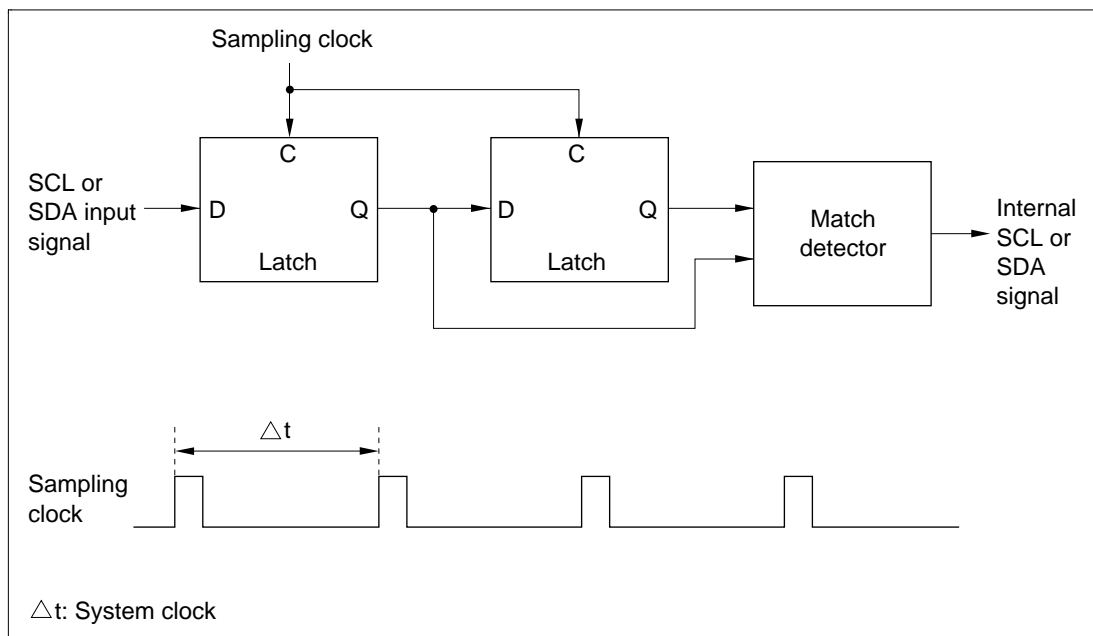 Sampling clock
C
C
SCL or
SDA input
signal
D
Q
D
Q
Latch
Latch
Match
detector
Internal
SCL or
SDA
signal
△t
Sampling
clock
△t: System clock